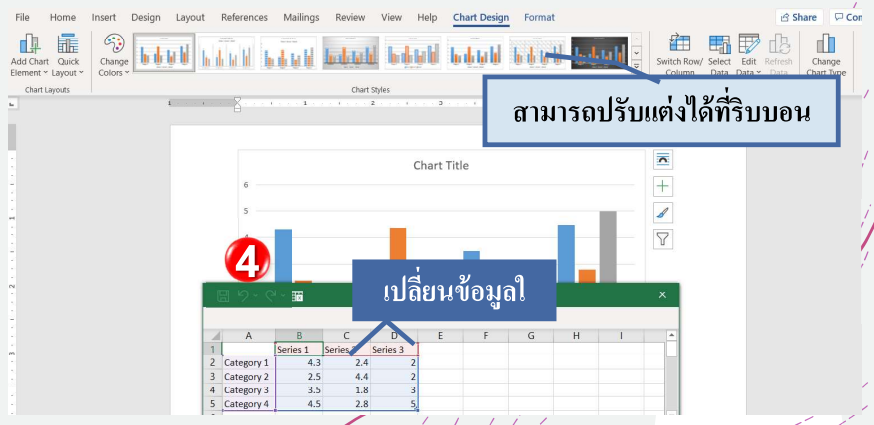 File Home Insert Design Layout References Mailings Review View Help Chart Design Format Share
Add Chart Element Quick Layout Change Colors Switch Row/ Column Select Data Edit Data Refresh Data Change Chart Type
Chart Layouts Chart Styles
สามารถปรับแต่งได้ที่ริบบอน
1 1 2 3
Chart Title
6
5
4
เปลี่ยนข้อมูลใ
A B C D E F G H I
1 Series 1 Series Series 3
2 Category 1 4.3 2.4 2
3 Category 2 2.5 4.4 2
4 Category 3 3.5 1.8 3
5 Category 4 4.5 2.8 5